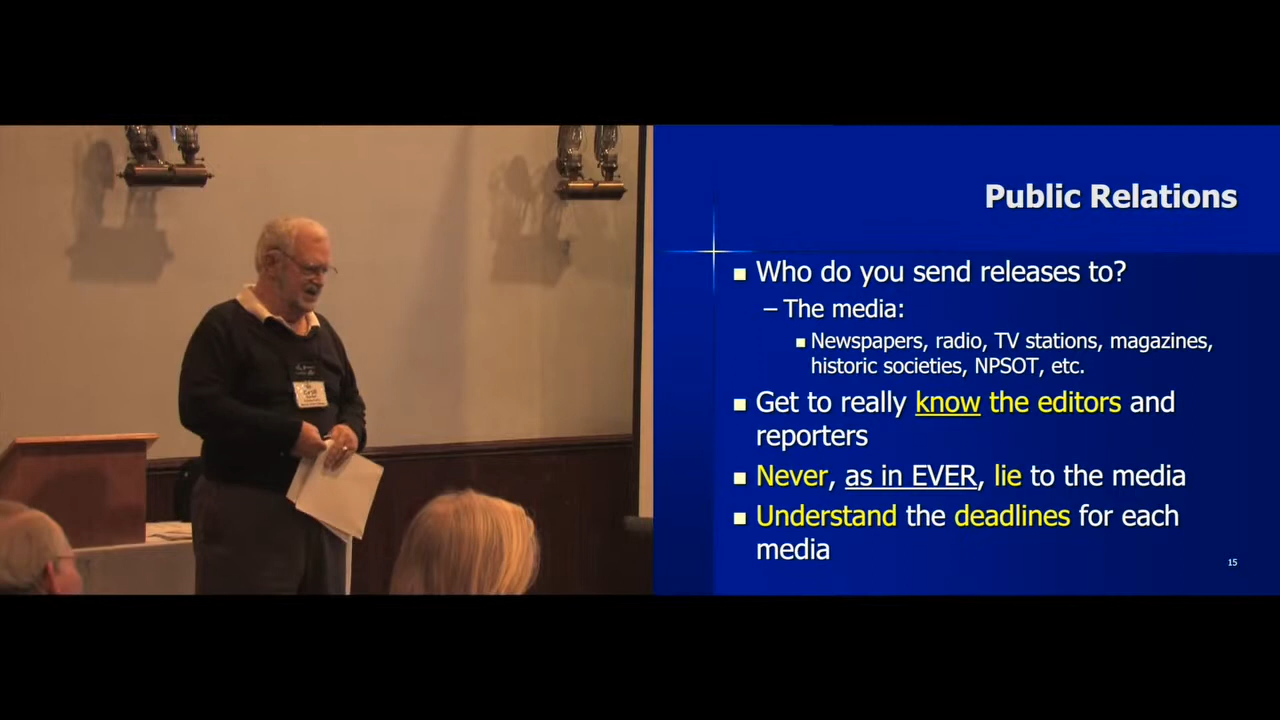 Public Relations
Who do you send releases to?
– The media:
Newspapers, radio, TV stations, magazines,
historic societies, NPSOT, etc.
Get to really know the editors and
reporters
Never, as in EVER, lie to the media
Understand the deadlines for each
media
15